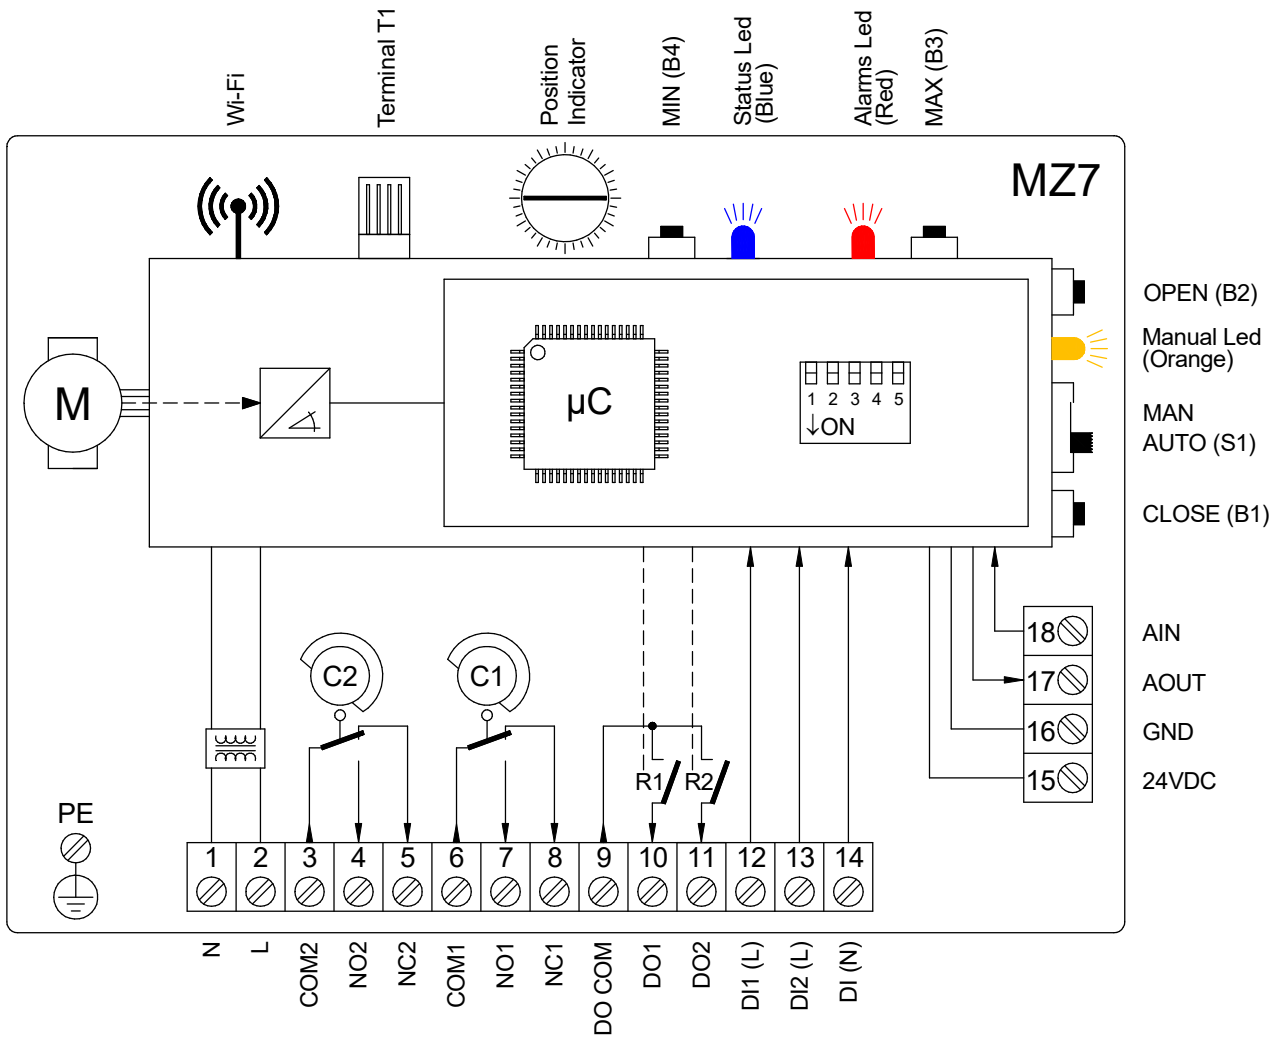 Wi-Fi
Terminal T1
Position
Indicator
MIN (B4)
Status Led
(Blue)
Alarms Led
(Red)
MAX (B3)
MZ7
OPEN (B2)
Manual Led
(Orange)
MAN
AUTO (S1)
CLOSE (B1)
M
µC
1 2 3 4 5
↓ON
18 AIN
17 AOUT
16 GND
15 24VDC
C2
C1
R1
R2
PE
1 2 3 4 5 6 7 8 9 10 11 12 13 14
N
L
COM2
NO2
NC2
COM1
NO1
NC1
DO COM
DO1
DO2
DI1 (L)
DI2 (L)
DI (N)